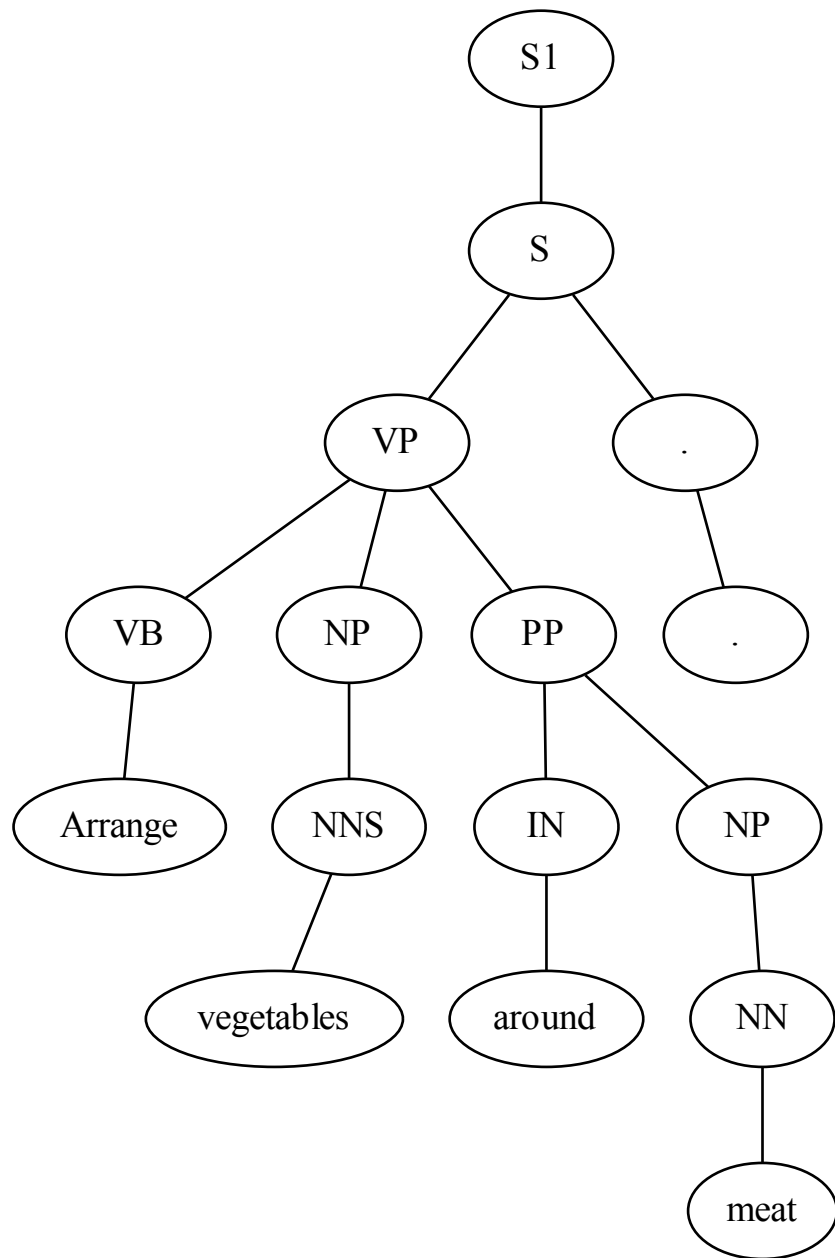 S1
S
VP .
VB NP PP .
Arrange NNS IN NP
vegetables around NN
meat